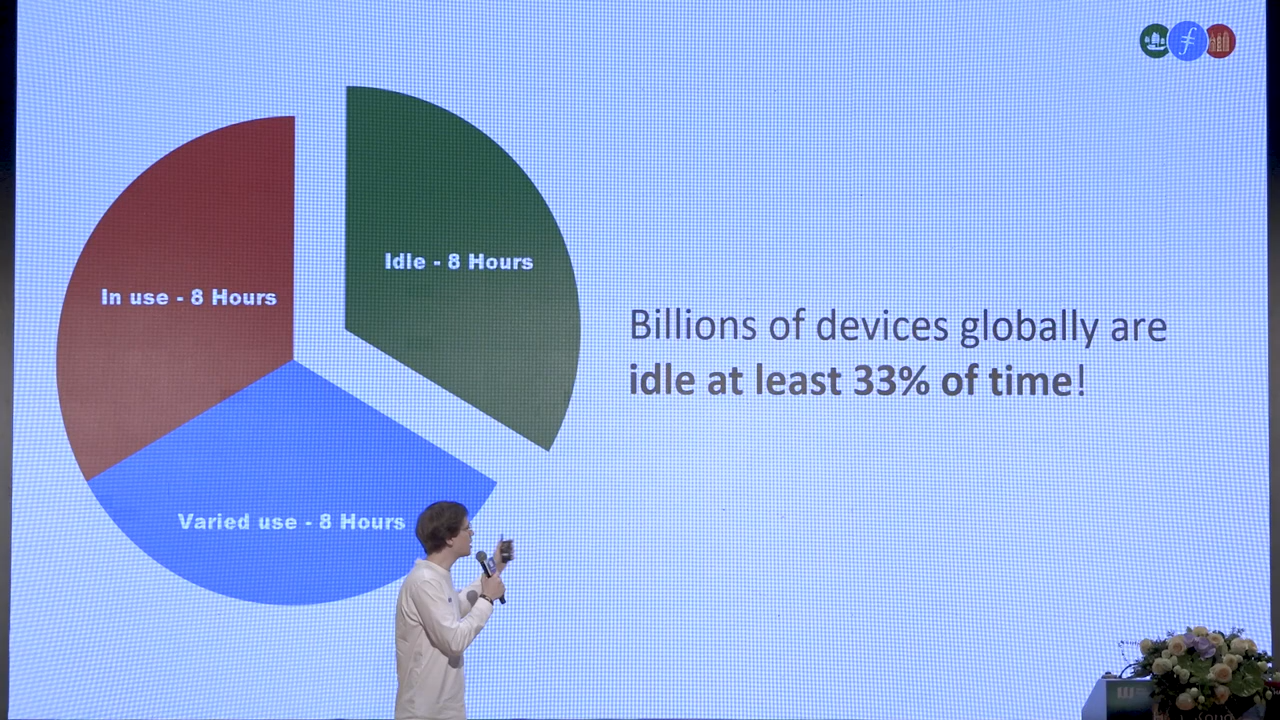 Idle - 8 Hours
In use - 8 Hours
Varied use - 8 Hours
Billions of devices globally are
idle at least 33% of time!